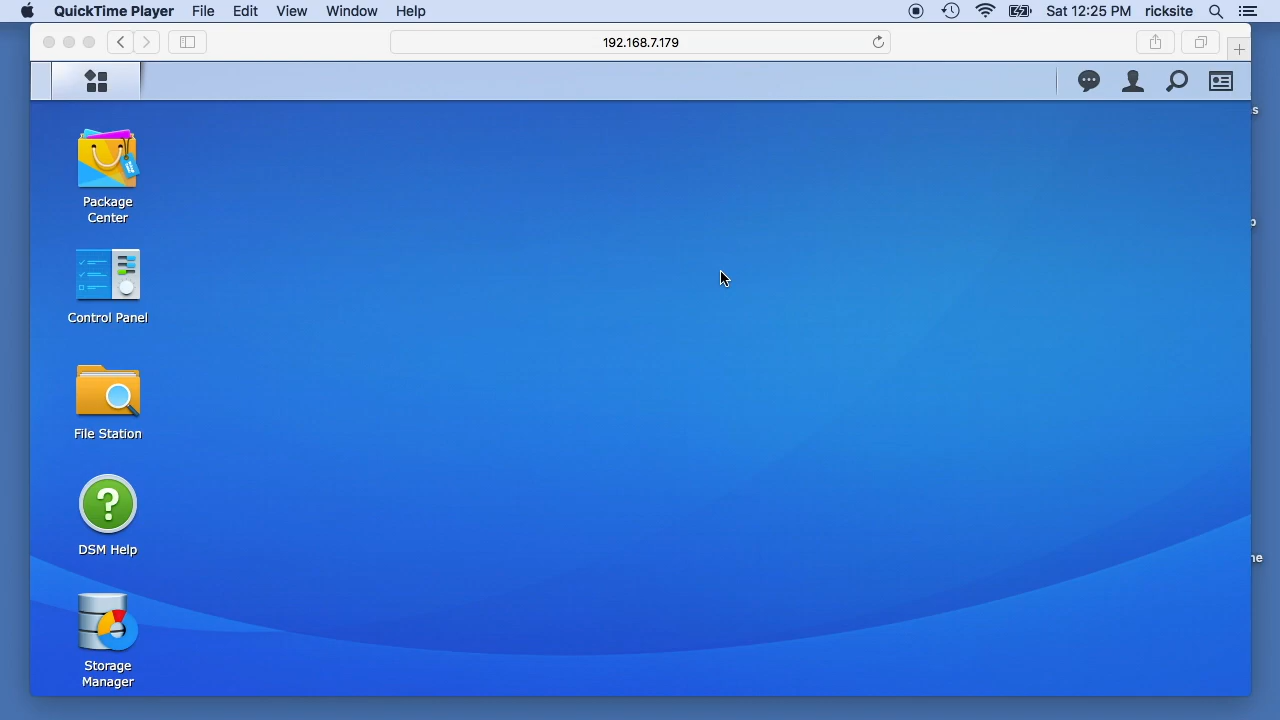 QuickTime Player File Edit View Window Help Sat 12:25 PM ricksite
192.168.7.179
Package
Center
Control Panel
File Station
DSM Help
Storage
Manager